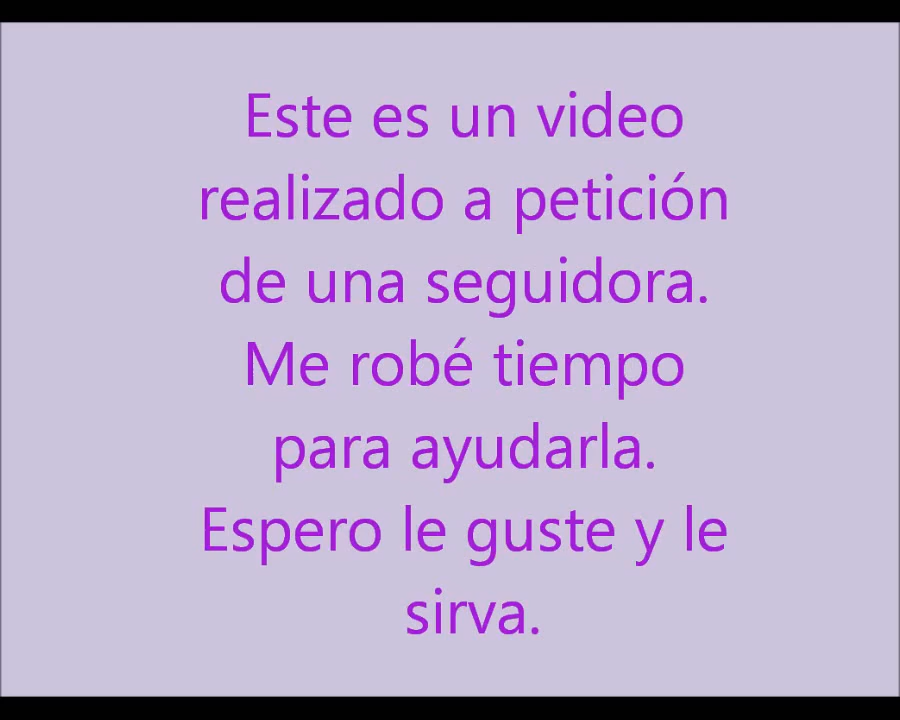 Este es un video
realizado a petición
de una seguidora.
Me robé tiempo
para ayudarla.
Espero le guste y le
sirva.